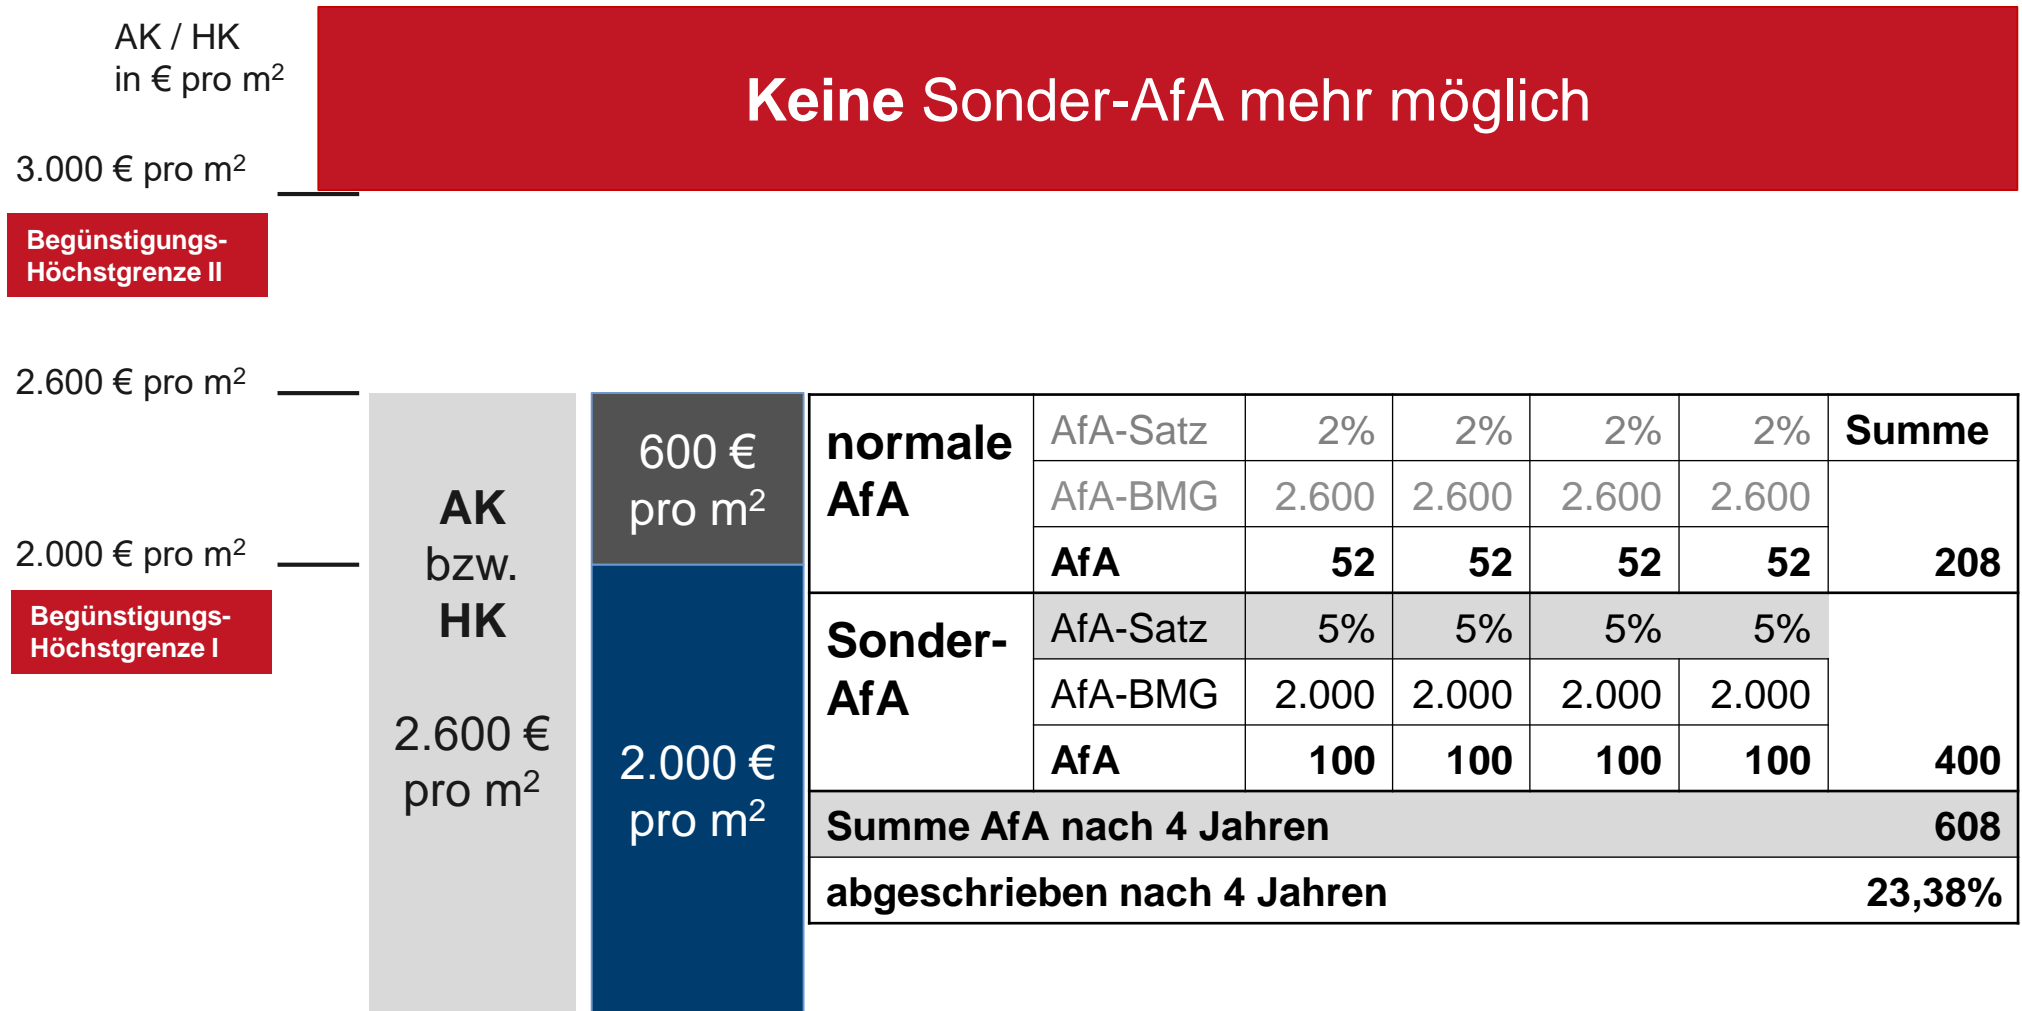 AK / HK
in € pro m²
Keine Sonder-AfA mehr möglich
3.000 € pro m²
Begünstigungs-
Höchstgrenze II
2.600 € pro m²
2.000 € pro m²
Begünstigungs-
Höchstgrenze I
AK
bzw.
HK
2.600 €
pro m²
600 €
pro m²
2.000 €
pro m²
normale
AfA
AfA-Satz 2% 2% 2% 2% Summe
AfA-BMG 2.600 2.600 2.600 2.600
AfA 52 52 52 52 208
Sonder-
AfA
AfA-Satz 5% 5% 5% 5%
AfA-BMG 2.000 2.000 2.000 2.000
AfA 100 100 100 100 400
Summe AfA nach 4 Jahren 608
abgeschrieben nach 4 Jahren 23,38%